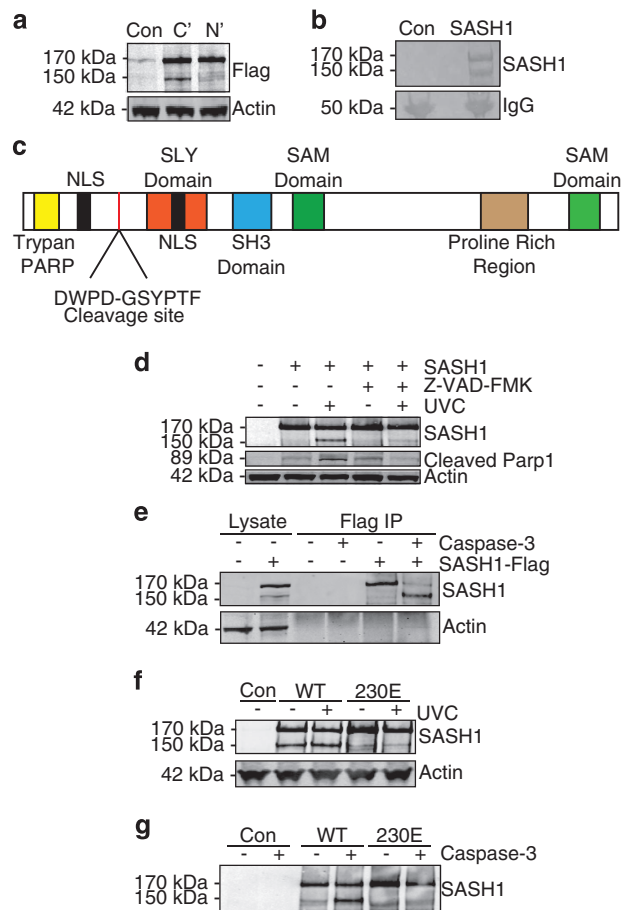 a
Con C' N'
170 kDa
150 kDa
Flag
42 kDa
Actin
b
Con SASH1
170 kDa
150 kDa
SASH1
50 kDa
IgG
c
NLS
SLY Domain
SAM Domain
SAM Domain
Trypan PARP
NLS
SH3 Domain
Proline Rich Region
DWPD-GSYPTF
Cleavage site
d
- + + + + SASH1
- - - + + Z-VAD-FMK
- - + - + UVC
170 kDa
150 kDa
SASH1
89 kDa
Cleaved Parp1
42 kDa
Actin
e
Lysate Flag IP
- - - + - + Caspase-3
- + - - + + SASH1-Flag
170 kDa
150 kDa
SASH1
42 kDa
Actin
f
Con WT 230E
- - + - + UVC
170 kDa
150 kDa
SASH1
42 kDa
Actin
g
Con WT 230E
- + - + - + Caspase-3
170 kDa
150 kDa
SASH1